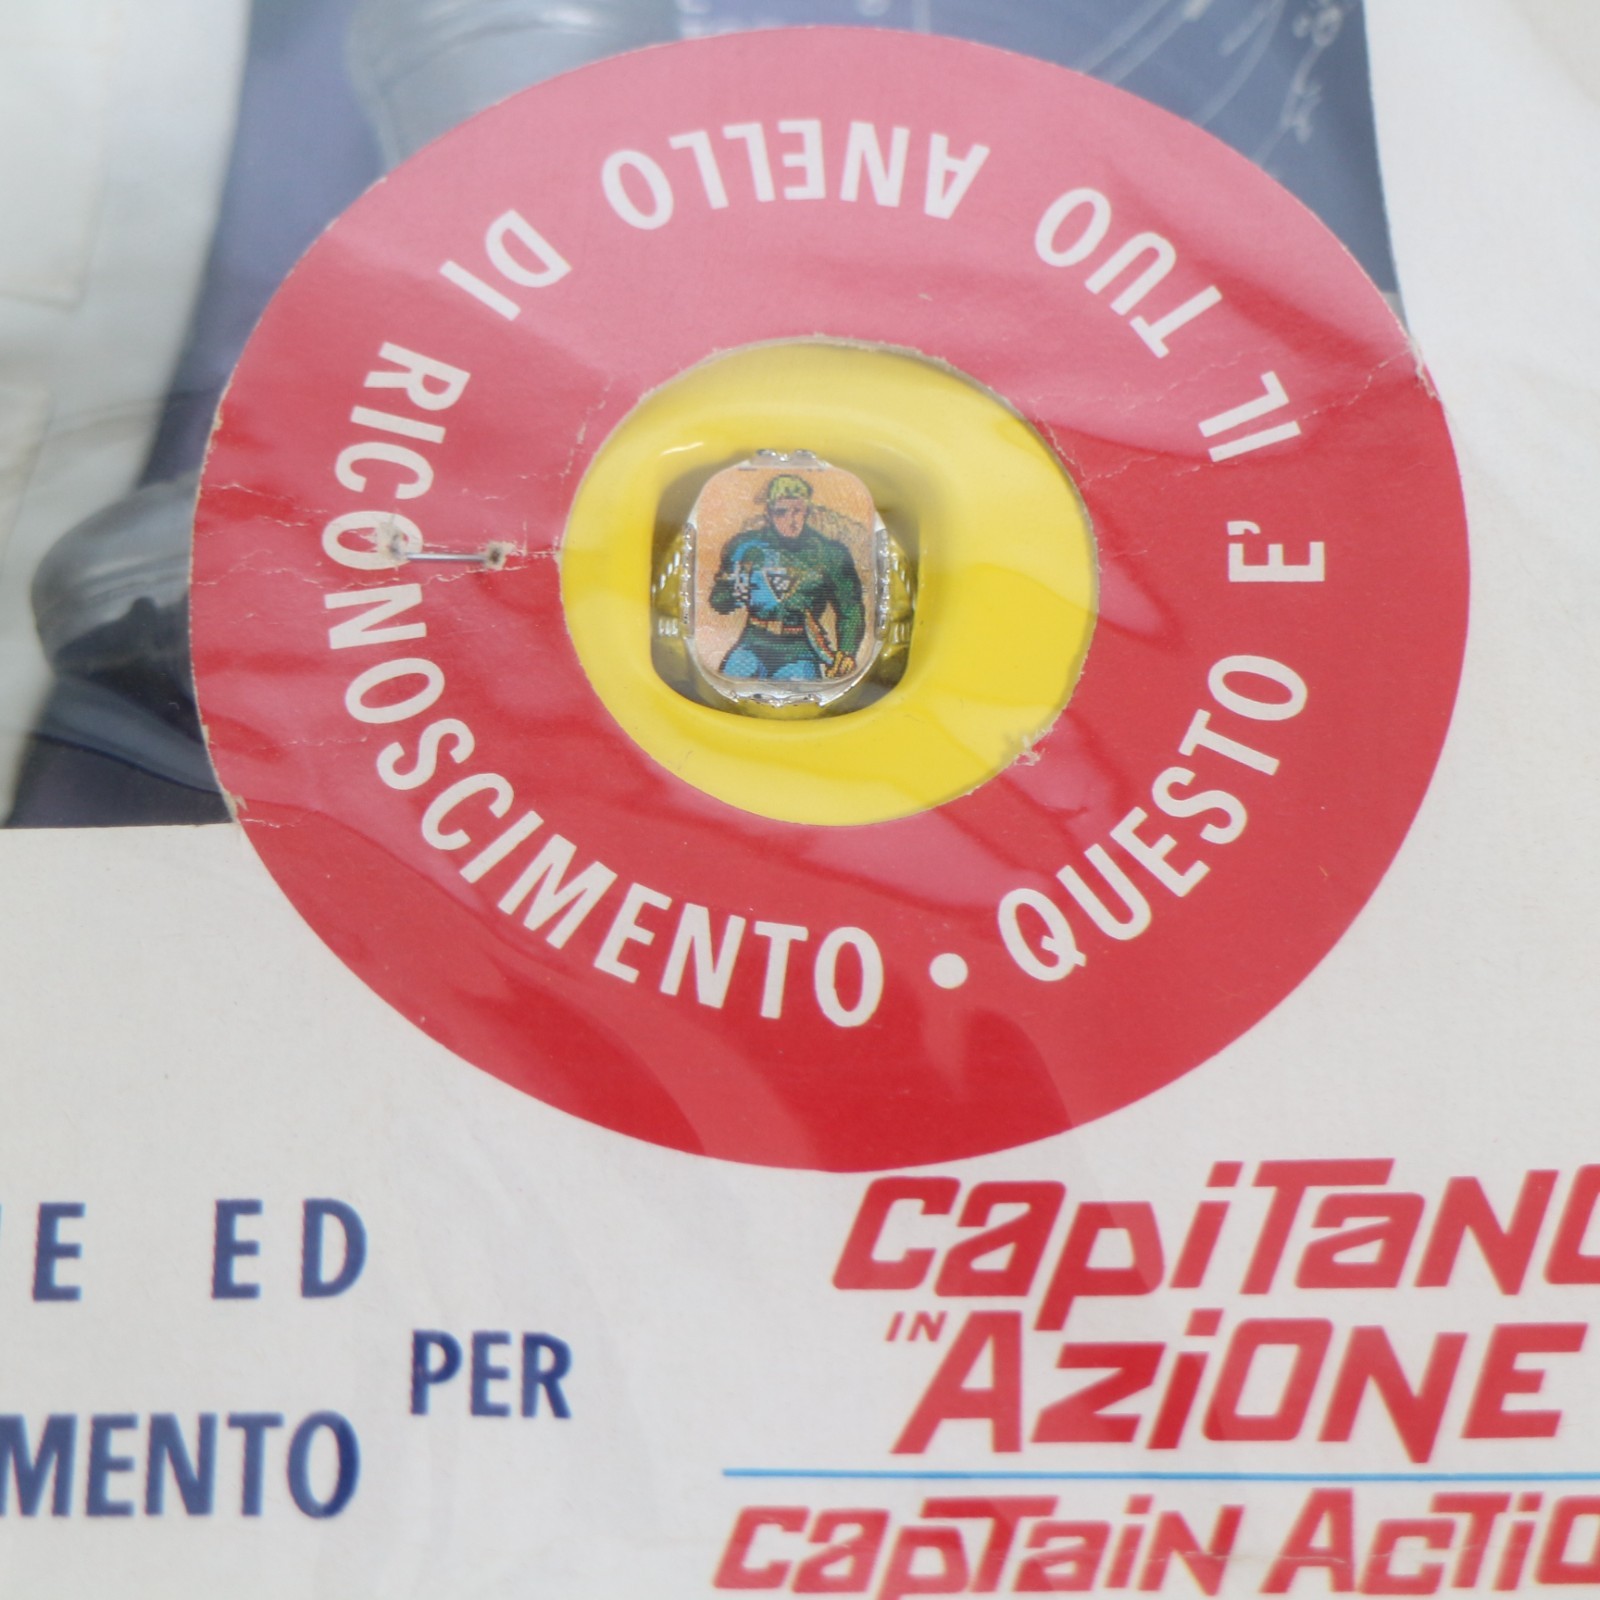 QUESTO E' IL TUO ANELLO DI RICONOSCIMENTO •
E ED
PER
MENTO
CAPITANO
IN AZIONE
CAPTAIN ACTIO